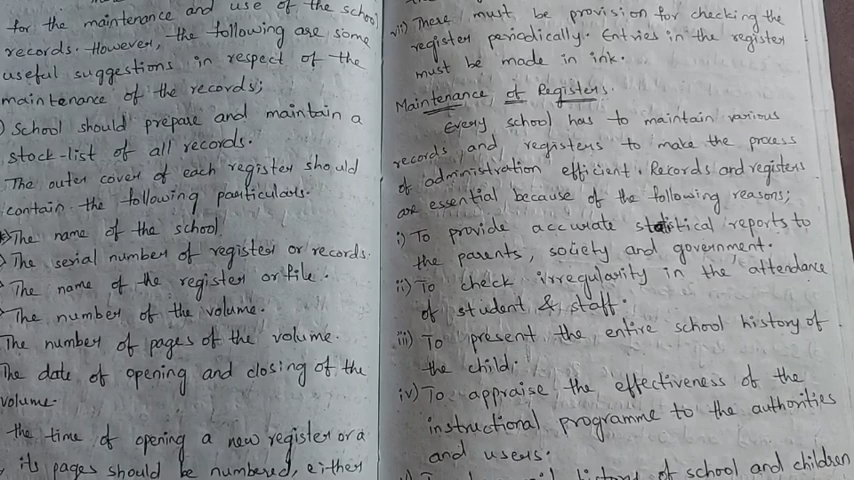 for the maintenance and use of the school
records. However, the following are some
useful suggestions in respect of the
maintenance of the records;
) School should prepare and maintain a
stock-list of all records.
The outer cover of each register should
contain the following particulars.
The name of the school.
The serial number of register or records.
The name of the register or file.
The number of the volume.
The number of pages of the volume.
The date of opening and closing of the
volume.
the time of opening a new register or a
its pages should be numbered, either
vii) There must be provision for checking the
register periodically. Entries in the register
must be made in ink.
Maintenance of Registers.
Every school has to maintain various
records and registers to make the process
of administration efficient. Records and registers
are essential because of the following reasons;
i) To provide accurate statistical reports to
the parents, society and government.
ii) To check irregularity in the attendance
of student & staff.
iii) To present the entire school history of
the child.
iv) To appraise the effectiveness of the
instructional programme to the authorities
and users.
of school and children